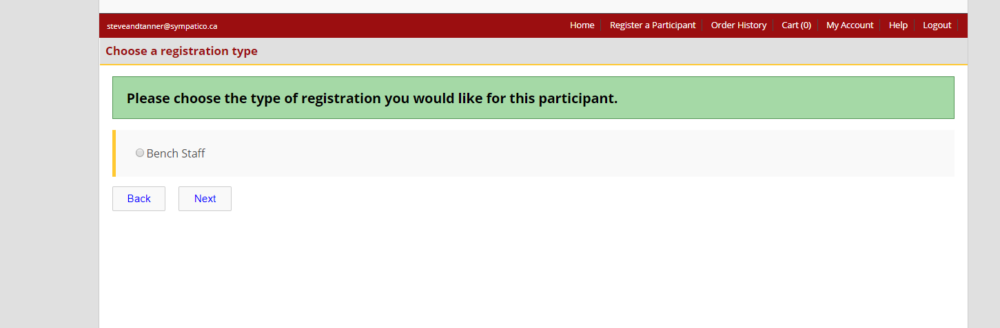 steveandtanner@sympatico.ca Home Register a Participant Order History Cart (0) My Account Help Logout
Choose a registration type
Please choose the type of registration you would like for this participant.
Bench Staff
Back Next